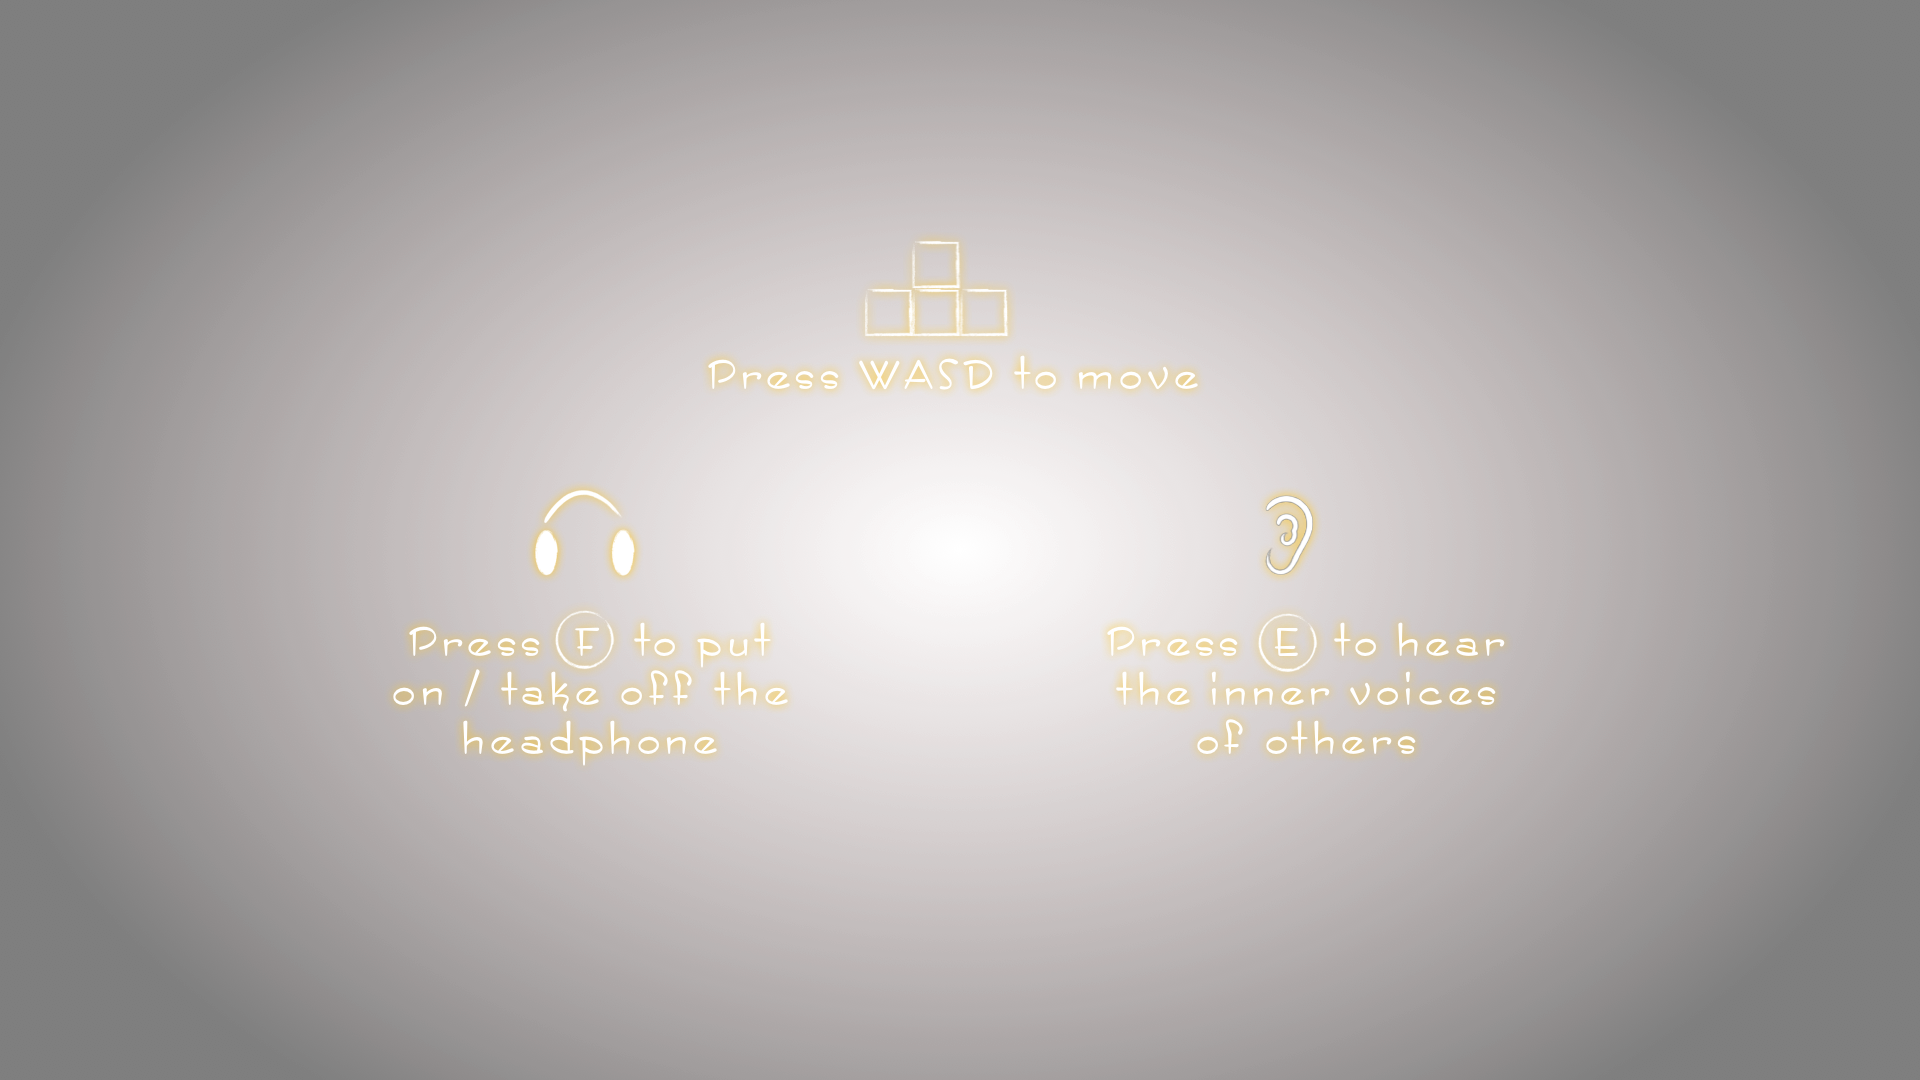 Press WASD to move
Press F to put
on / take off the
headphone
Press E to hear
the inner voices
of others